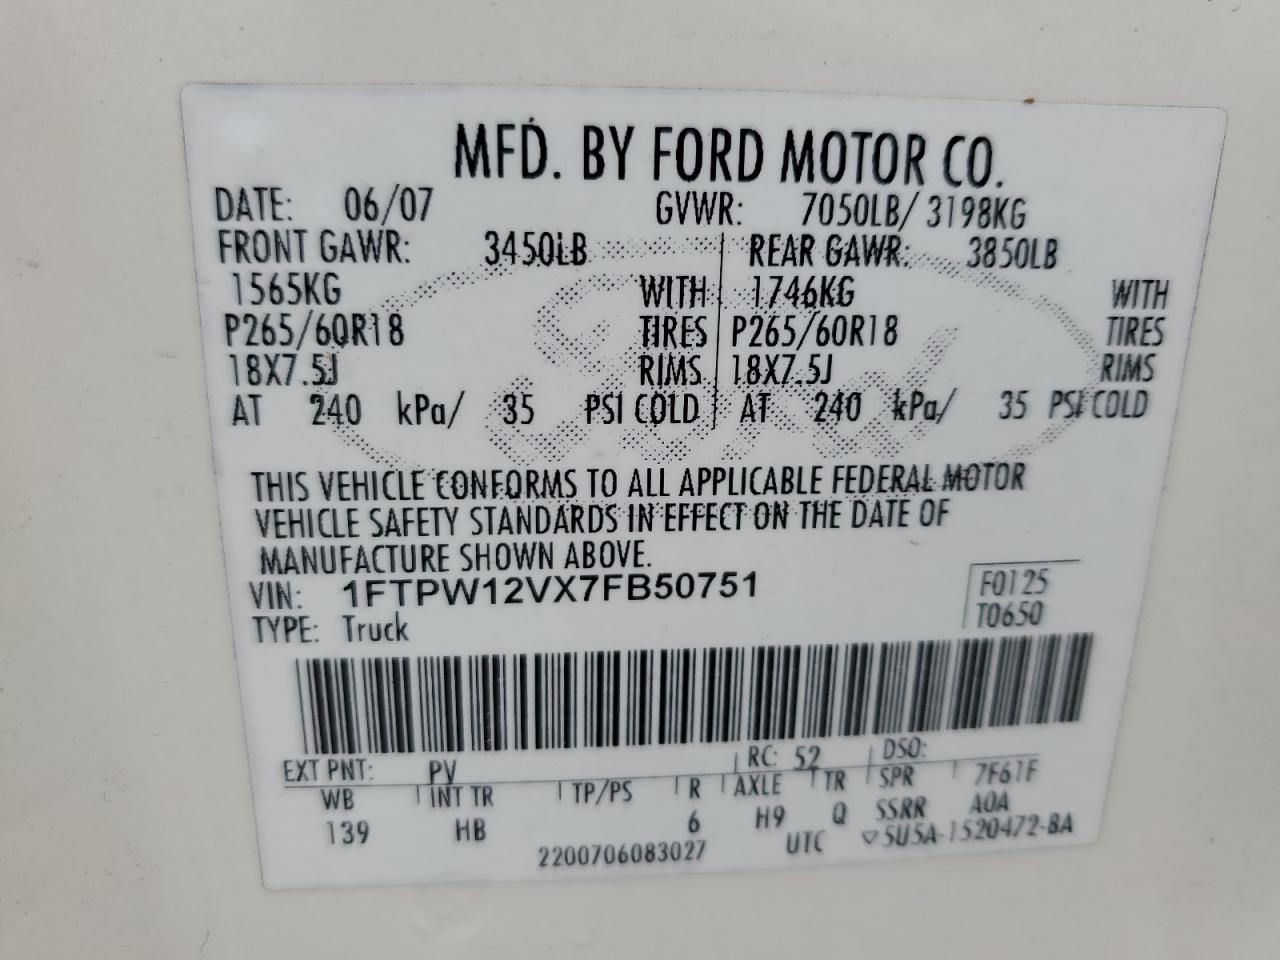 MFD. BY FORD MOTOR CO.
DATE: 06/07 GVWR: 7050LB/ 3198KG
FRONT GAWR: 3450LB REAR GAWR: 3850LB
1565KG WITH 1746KG WITH
P265/60R18 TIRES P265/60R18 TIRES
18X7.5J RIMS 18X7.5J RIMS
AT 240 kPa/ 35 PSI COLD AT 240 kPa/ 35 PSI COLD
THIS VEHICLE CONFORMS TO ALL APPLICABLE FEDERAL MOTOR
VEHICLE SAFETY STANDARDS IN EFFECT ON THE DATE OF
MANUFACTURE SHOWN ABOVE.
VIN: 1FTPW12VX7FB50751 F0125
TYPE: Truck T0650
EXT PNT: PV RC: 52 DSO:
WB INT TR TP/PS R AXLE TR SPR 7F61F
139 HB 6 H9 Q SSRR A0A
2200706083027 UTC ▽5U5A-1520472-BA